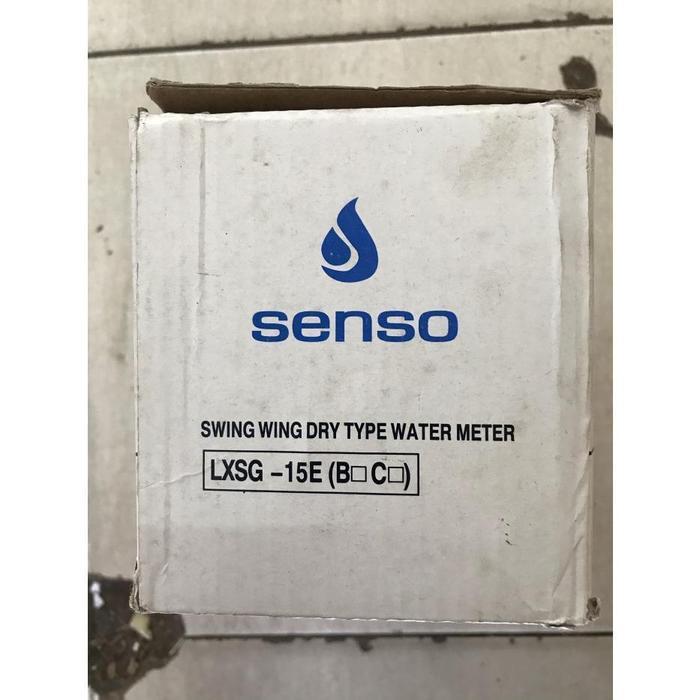 senso
SWING WING DRY TYPE WATER METER
LXSG -15E (B□ C□)